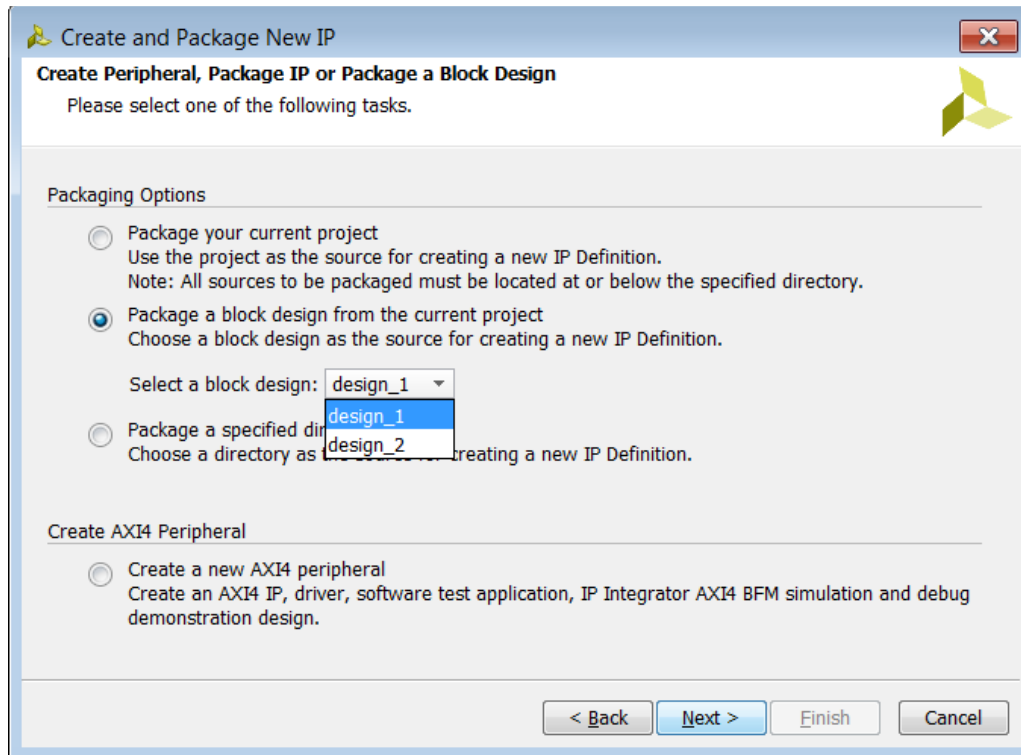 Create and Package New IP
Create Peripheral, Package IP or Package a Block Design
Please select one of the following tasks.
Packaging Options
Package your current project
Use the project as the source for creating a new IP Definition.
Note: All sources to be packaged must be located at or below the specified directory.
Package a block design from the current project
Choose a block design as the source for creating a new IP Definition.
Select a block design: design_1
design_1
design_2
Package a specified
Choose a directory as creating a new IP Definition.
Create AXI4 Peripheral
Create a new AXI4 peripheral
Create an AXI4 IP, driver, software test application, IP Integrator AXI4 BFM simulation and debug
demonstration design.
< Back
Next >
Finish
Cancel